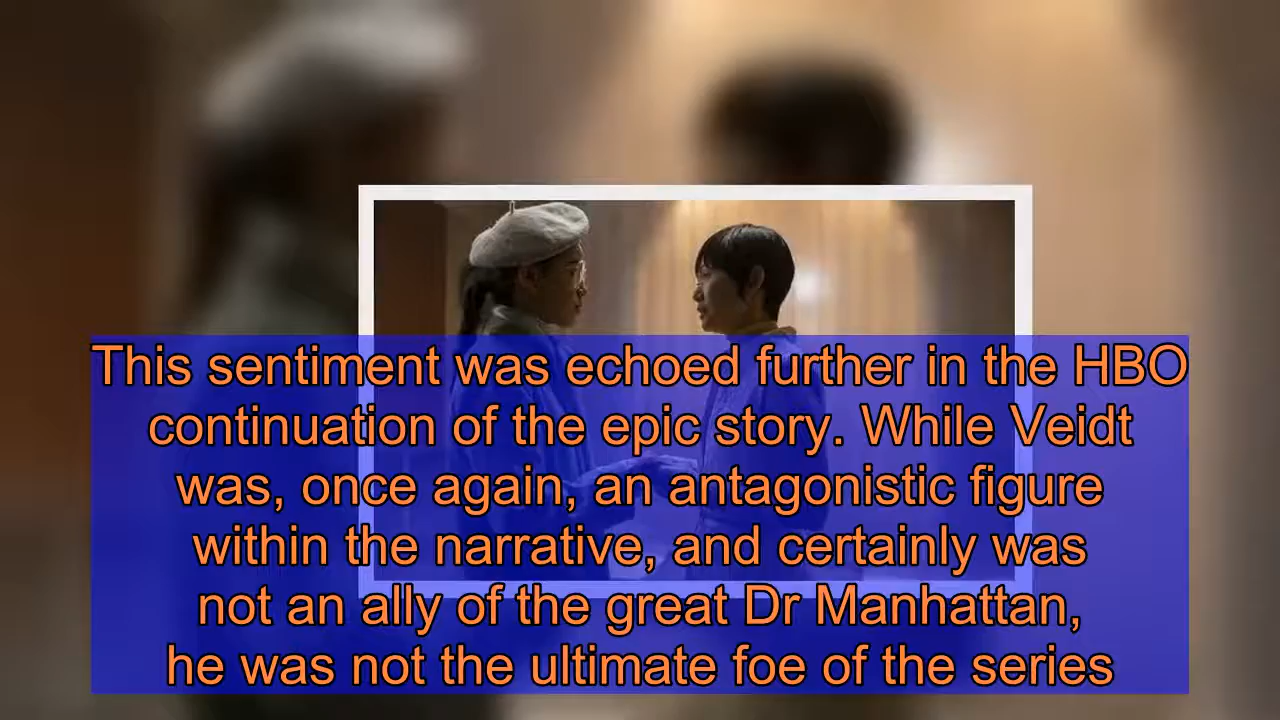 This sentiment was echoed further in the HBO
continuation of the epic story. While Veidt
was, once again, an antagonistic figure
within the narrative, and certainly was
not an ally of the great Dr Manhattan,
he was not the ultimate foe of the series